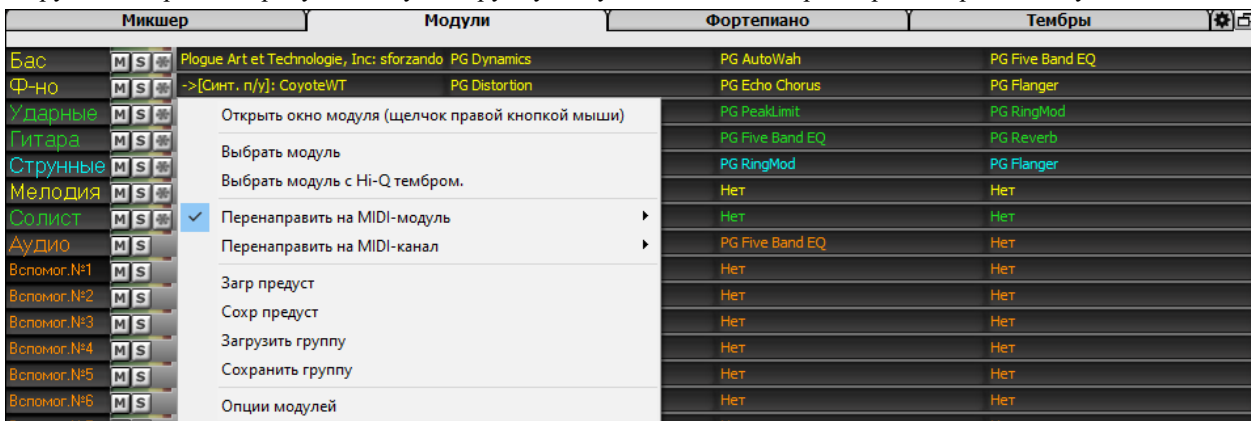 Микшер Модули Фортепиано Тембры
Бас M S Plogue Art et Technologie, Inc: sforzando PG Dynamics PG AutoWah PG Five Band EQ
Ф-но M S ->[Синт. п/у]: CoyoteWT PG Distortion PG Echo Chorus PG Flanger
Ударные M S Открыть окно модуля (щелчок правой кнопкой мыши) PG PeakLimit PG RingMod
Гитара M S PG Five Band EQ PG Reverb
Выбрать модуль
Струнные M S PG RingMod PG Flanger
Выбрать модуль с Hi-Q тембром.
Мелодия M S Нет Нет
Солист M S Перенаправить на MIDI-модуль Нет Нет
Аудио M S Перенаправить на MIDI-канал PG Five Band EQ Нет
Вспомог.№1 M S Нет Нет
Загр предуст
Вспомог.№2 M S Нет Нет
Сохр предуст
Вспомог.№3 M S Нет Нет
Загрузить группу
Вспомог.№4 M S Нет Нет
Сохранить группу
Вспомог.№5 M S Нет Нет
Вспомог.№6 M S Опции модулей Нет Нет